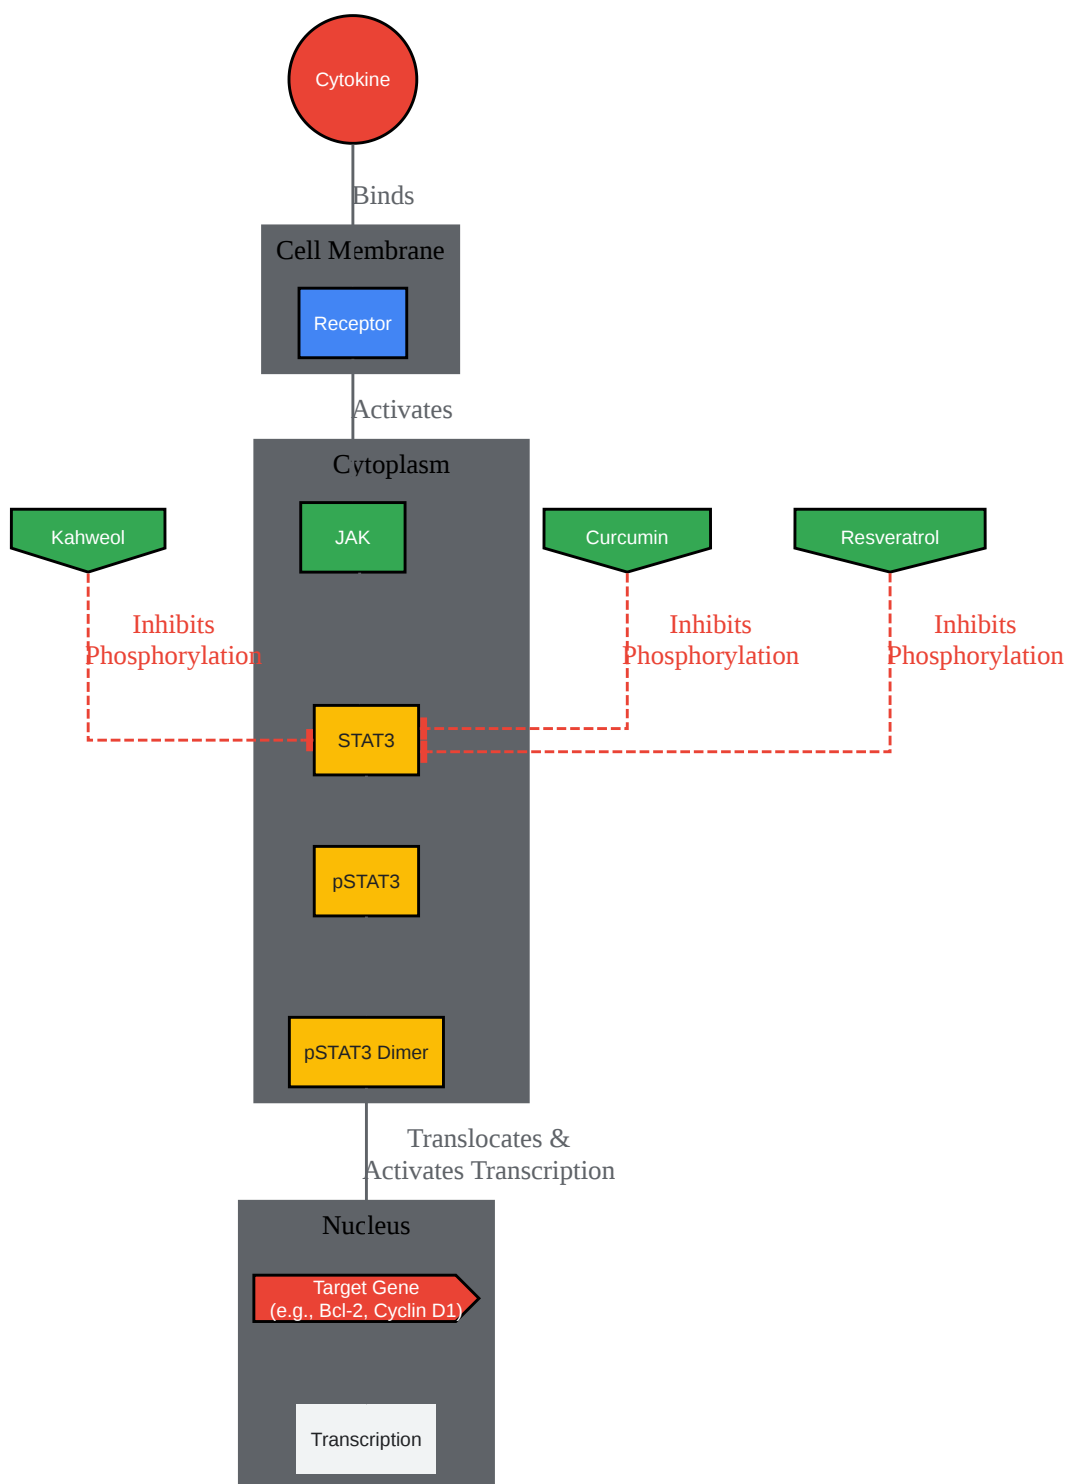 Cytokine
Binds
Cell Membrane
Receptor
Activates
Cytoplasm
Kahweol
JAK
Curcumin
Resveratrol
Inhibits
Phosphorylation
Inhibits
Phosphorylation
Inhibits
Phosphorylation
STAT3
pSTAT3
pSTAT3 Dimer
Translocates &
Activates Transcription
Nucleus
Target Gene
(e.g., Bcl-2, Cyclin D1)
Transcription